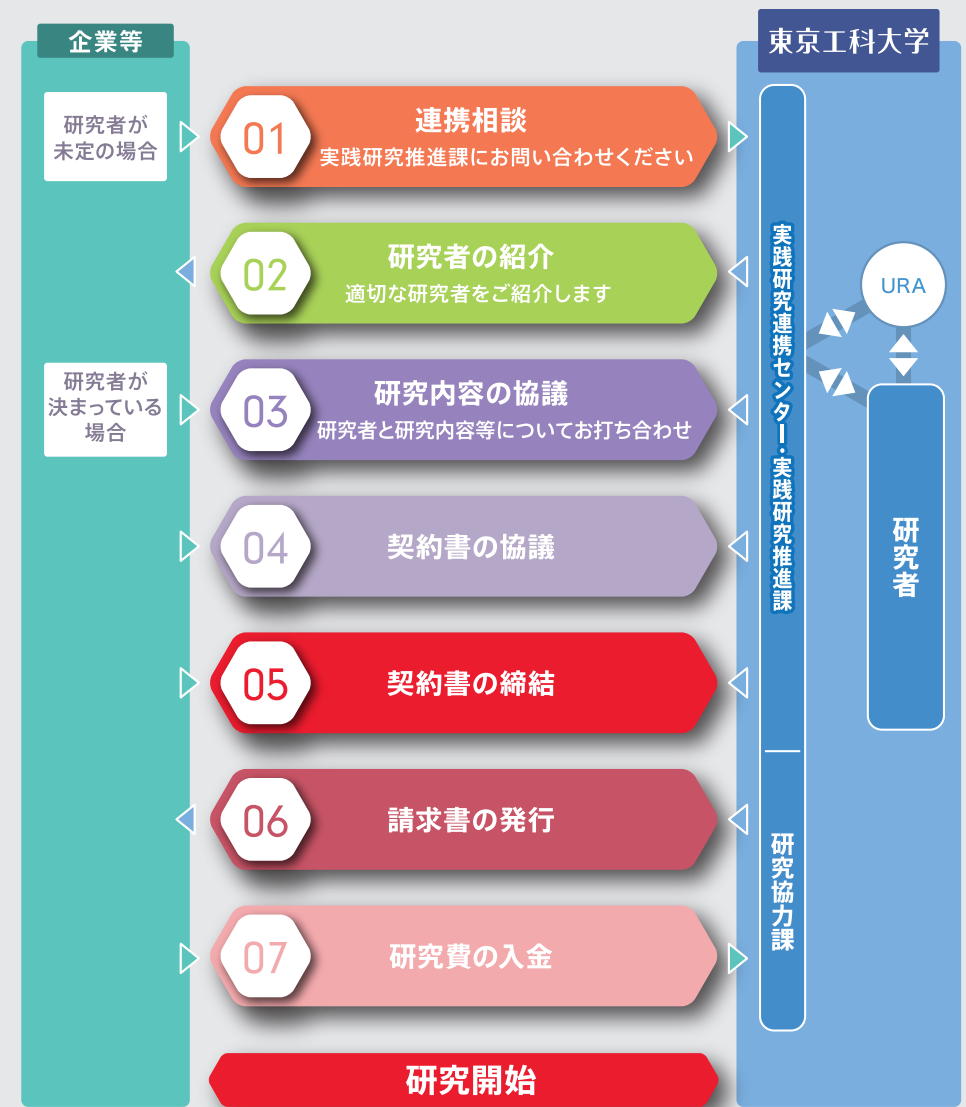 企業等
東京工科大学
研究者が
未定の場合
01
連携相談
実践研究推進課にお問い合わせください
02
研究者の紹介
適切な研究者をご紹介します
研究者が
決まっている
場合
03
研究内容の協議
研究者と研究内容等についてお打ち合わせ
04
契約書の協議
05
契約書の締結
06
請求書の発行
07
研究費の入金
研究開始
実践研究連携センター・実践研究推進課
研究協力課
URA
研究者